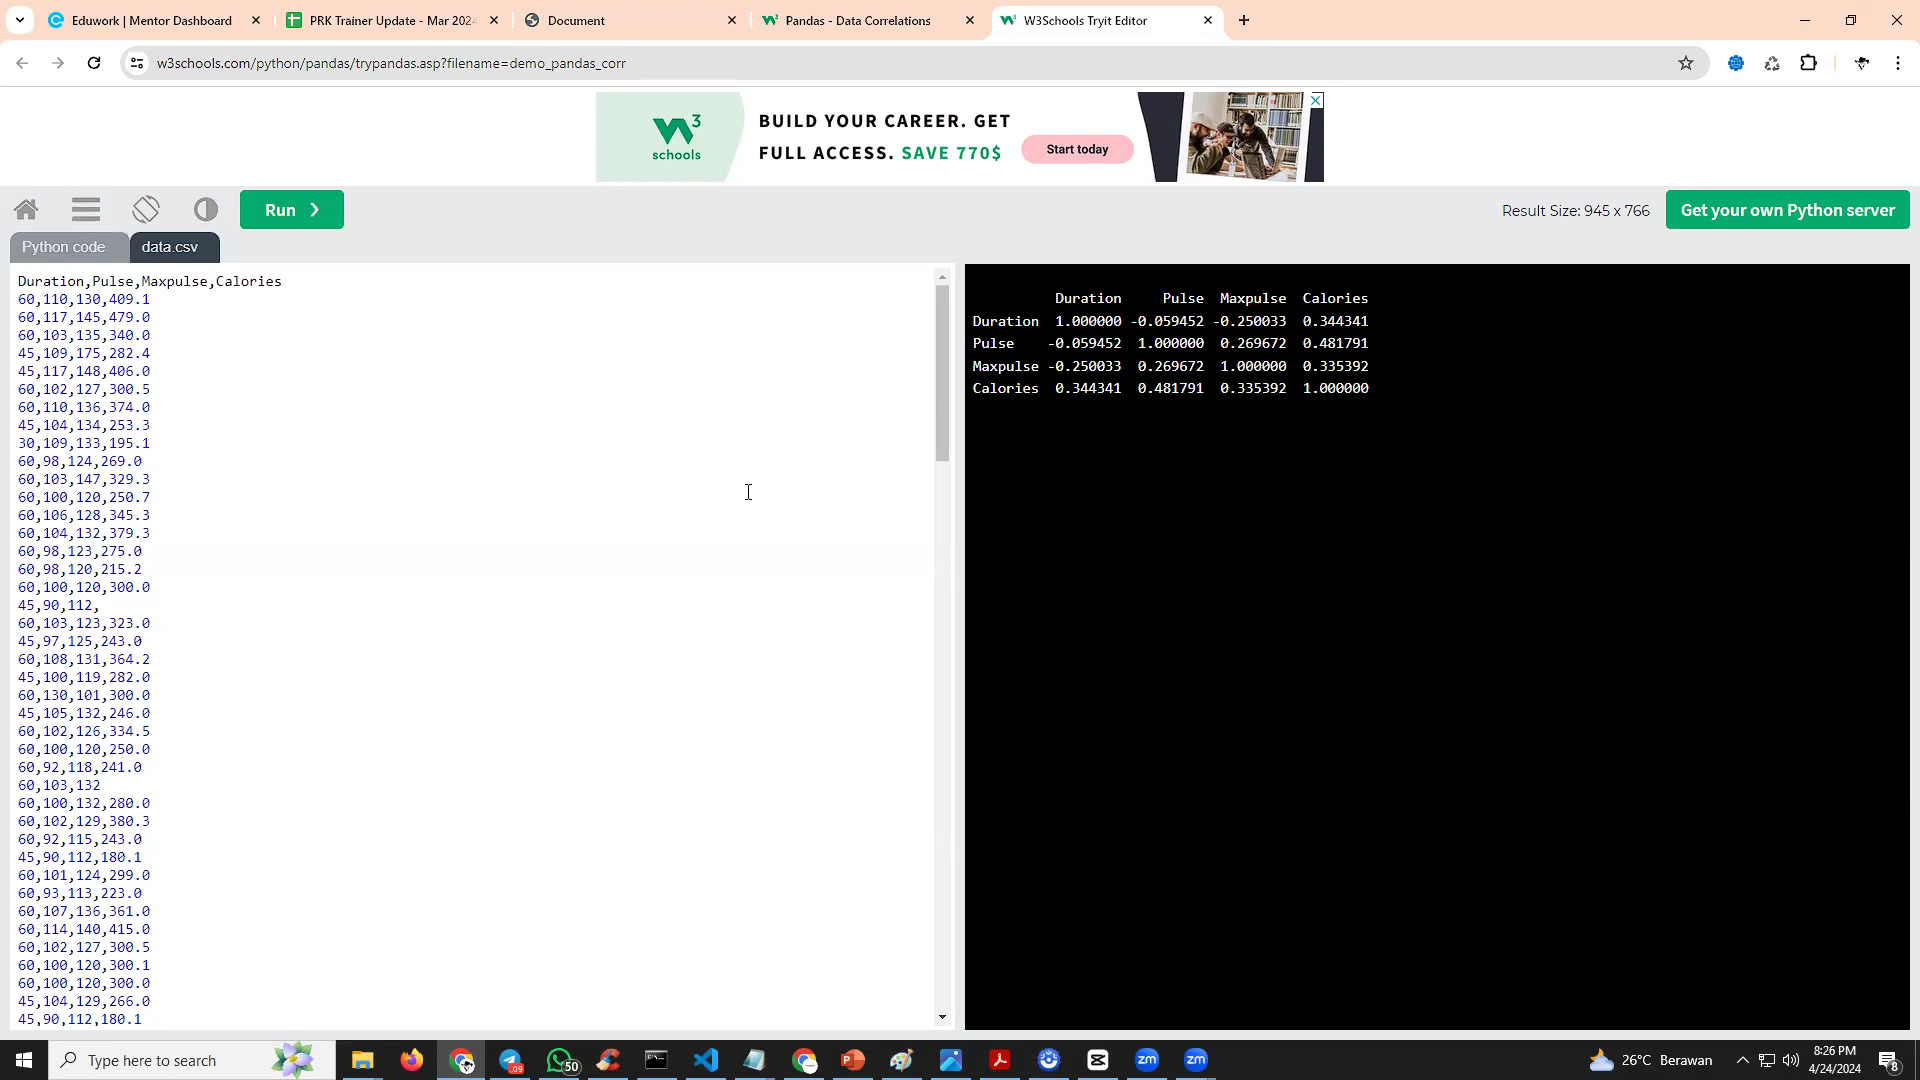 Eduwork | Mentor Dashboard
PRK Trainer Update - Mar 2024
Document
Pandas - Data Correlations
W3Schools Tryit Editor
w3schools.com/python/pandas/trypandas.asp?filename=demo_pandas_corr
3
schools
BUILD YOUR CAREER. GET
FULL ACCESS. SAVE 770$
Start today
Run ❯
Result Size: 945 x 766
Get your own Python server
Python code
data.csv
Duration,Pulse,Maxpulse,Calories
60,110,130,409.1
60,117,145,479.0
60,103,135,340.0
45,109,175,282.4
45,117,148,406.0
60,102,127,300.5
60,110,136,374.0
45,104,134,253.3
30,109,133,195.1
60,98,124,269.0
60,103,147,329.3
60,100,120,250.7
60,106,128,345.3
60,104,132,379.3
60,98,123,275.0
60,98,120,215.2
60,100,120,300.0
45,90,112,
60,103,123,323.0
45,97,125,243.0
60,108,131,364.2
45,100,119,282.0
60,130,101,300.0
45,105,132,246.0
60,102,126,334.5
60,100,120,250.0
60,92,118,241.0
60,103,132
60,100,132,280.0
60,102,129,380.3
60,92,115,243.0
45,90,112,180.1
60,101,124,299.0
60,93,113,223.0
60,107,136,361.0
60,114,140,415.0
60,102,127,300.5
60,100,120,300.1
60,100,120,300.0
45,104,129,266.0
45,90,112,180.1
Duration Pulse Maxpulse Calories
Duration 1.000000 -0.059452 -0.250033 0.344341
Pulse -0.059452 1.000000 0.269672 0.481791
Maxpulse -0.250033 0.269672 1.000000 0.335392
Calories 0.344341 0.481791 0.335392 1.000000
Type here to search
.09
50
zm
zm
26°C Berawan
8:26 PM
4/24/2024
8